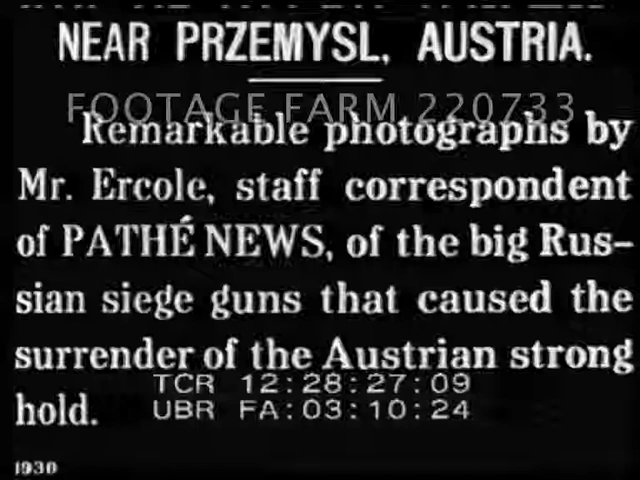 NEAR PRZEMYSL, AUSTRIA.
FOOTAGE FARM 220733
Remarkable photographs by
Mr. Ercole, staff correspondent
of PATHÉ NEWS, of the big Rus-
sian siege guns that caused the
surrender of the Austrian strong
TCR 12:28:27:09
hold.
UBR FA:03:10:24
1930